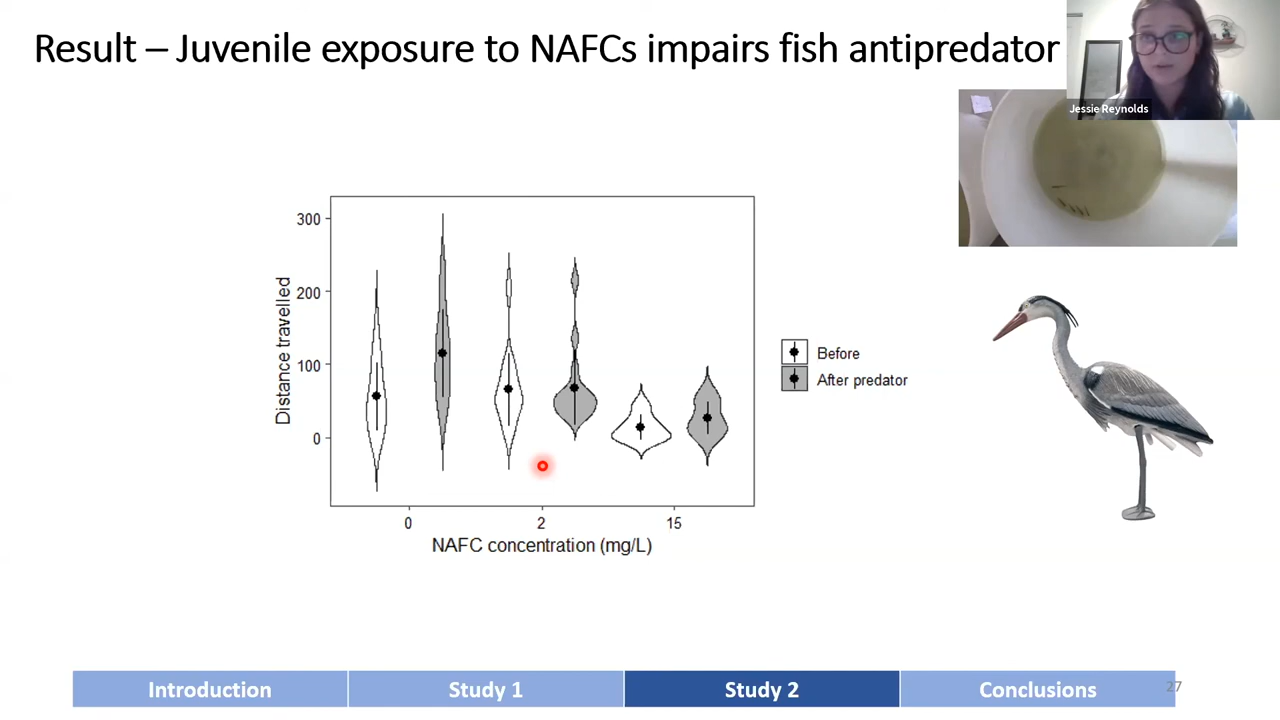 Result – Juvenile exposure to NAFCs impairs fish antipredator
Jessie Reynolds
300
200
100
0
Distance travelled
0 2 15
NAFC concentration (mg/L)
Before
After predator
Introduction Study 1 Study 2 Conclusions
27